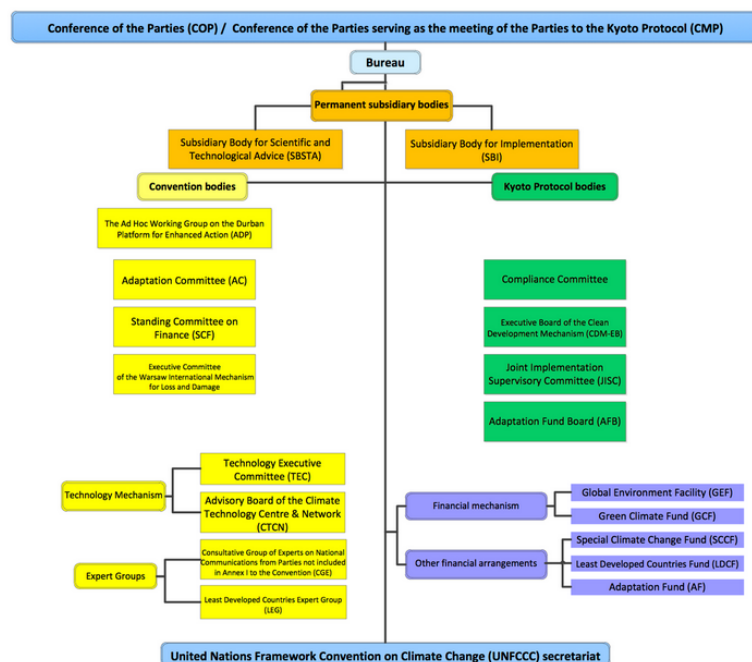 Conference of the Parties (COP) / Conference of the Parties serving as the meeting of the Parties to the Kyoto Protocol (CMP)
Bureau
Permanent subsidiary bodies
Subsidiary Body for Scientific and
Technological Advice (SBSTA)
Subsidiary Body for Implementation
(SBI)
Convention bodies
Kyoto Protocol bodies
The Ad Hoc Working Group on the Durban
Platform for Enhanced Action (ADP)
Adaptation Committee (AC)
Compliance Committee
Standing Committee on
Finance (SCF)
Executive Board of the Clean
Development Mechanism (CDM-EB)
Executive Committee
of the Warsaw International Mechanism
for Loss and Damage
Joint Implementation
Supervisory Committee (JISC)
Adaptation Fund Board (AFB)
Technology Mechanism
Technology Executive
Committee (TEC)
Advisory Board of the Climate
Technology Centre & Network
(CTCN)
Financial mechanism
Global Environment Facility (GEF)
Green Climate Fund (GCF)
Expert Groups
Consultative Group of Experts on National
Communications from Parties not included
in Annex I to the Convention (CGE)
Least Developed Countries Expert Group
(LEG)
Other financial arrangements
Special Climate Change Fund (SCCF)
Least Developed Countries Fund (LDCF)
Adaptation Fund (AF)
United Nations Framework Convention on Climate Change (UNFCCC) secretariat